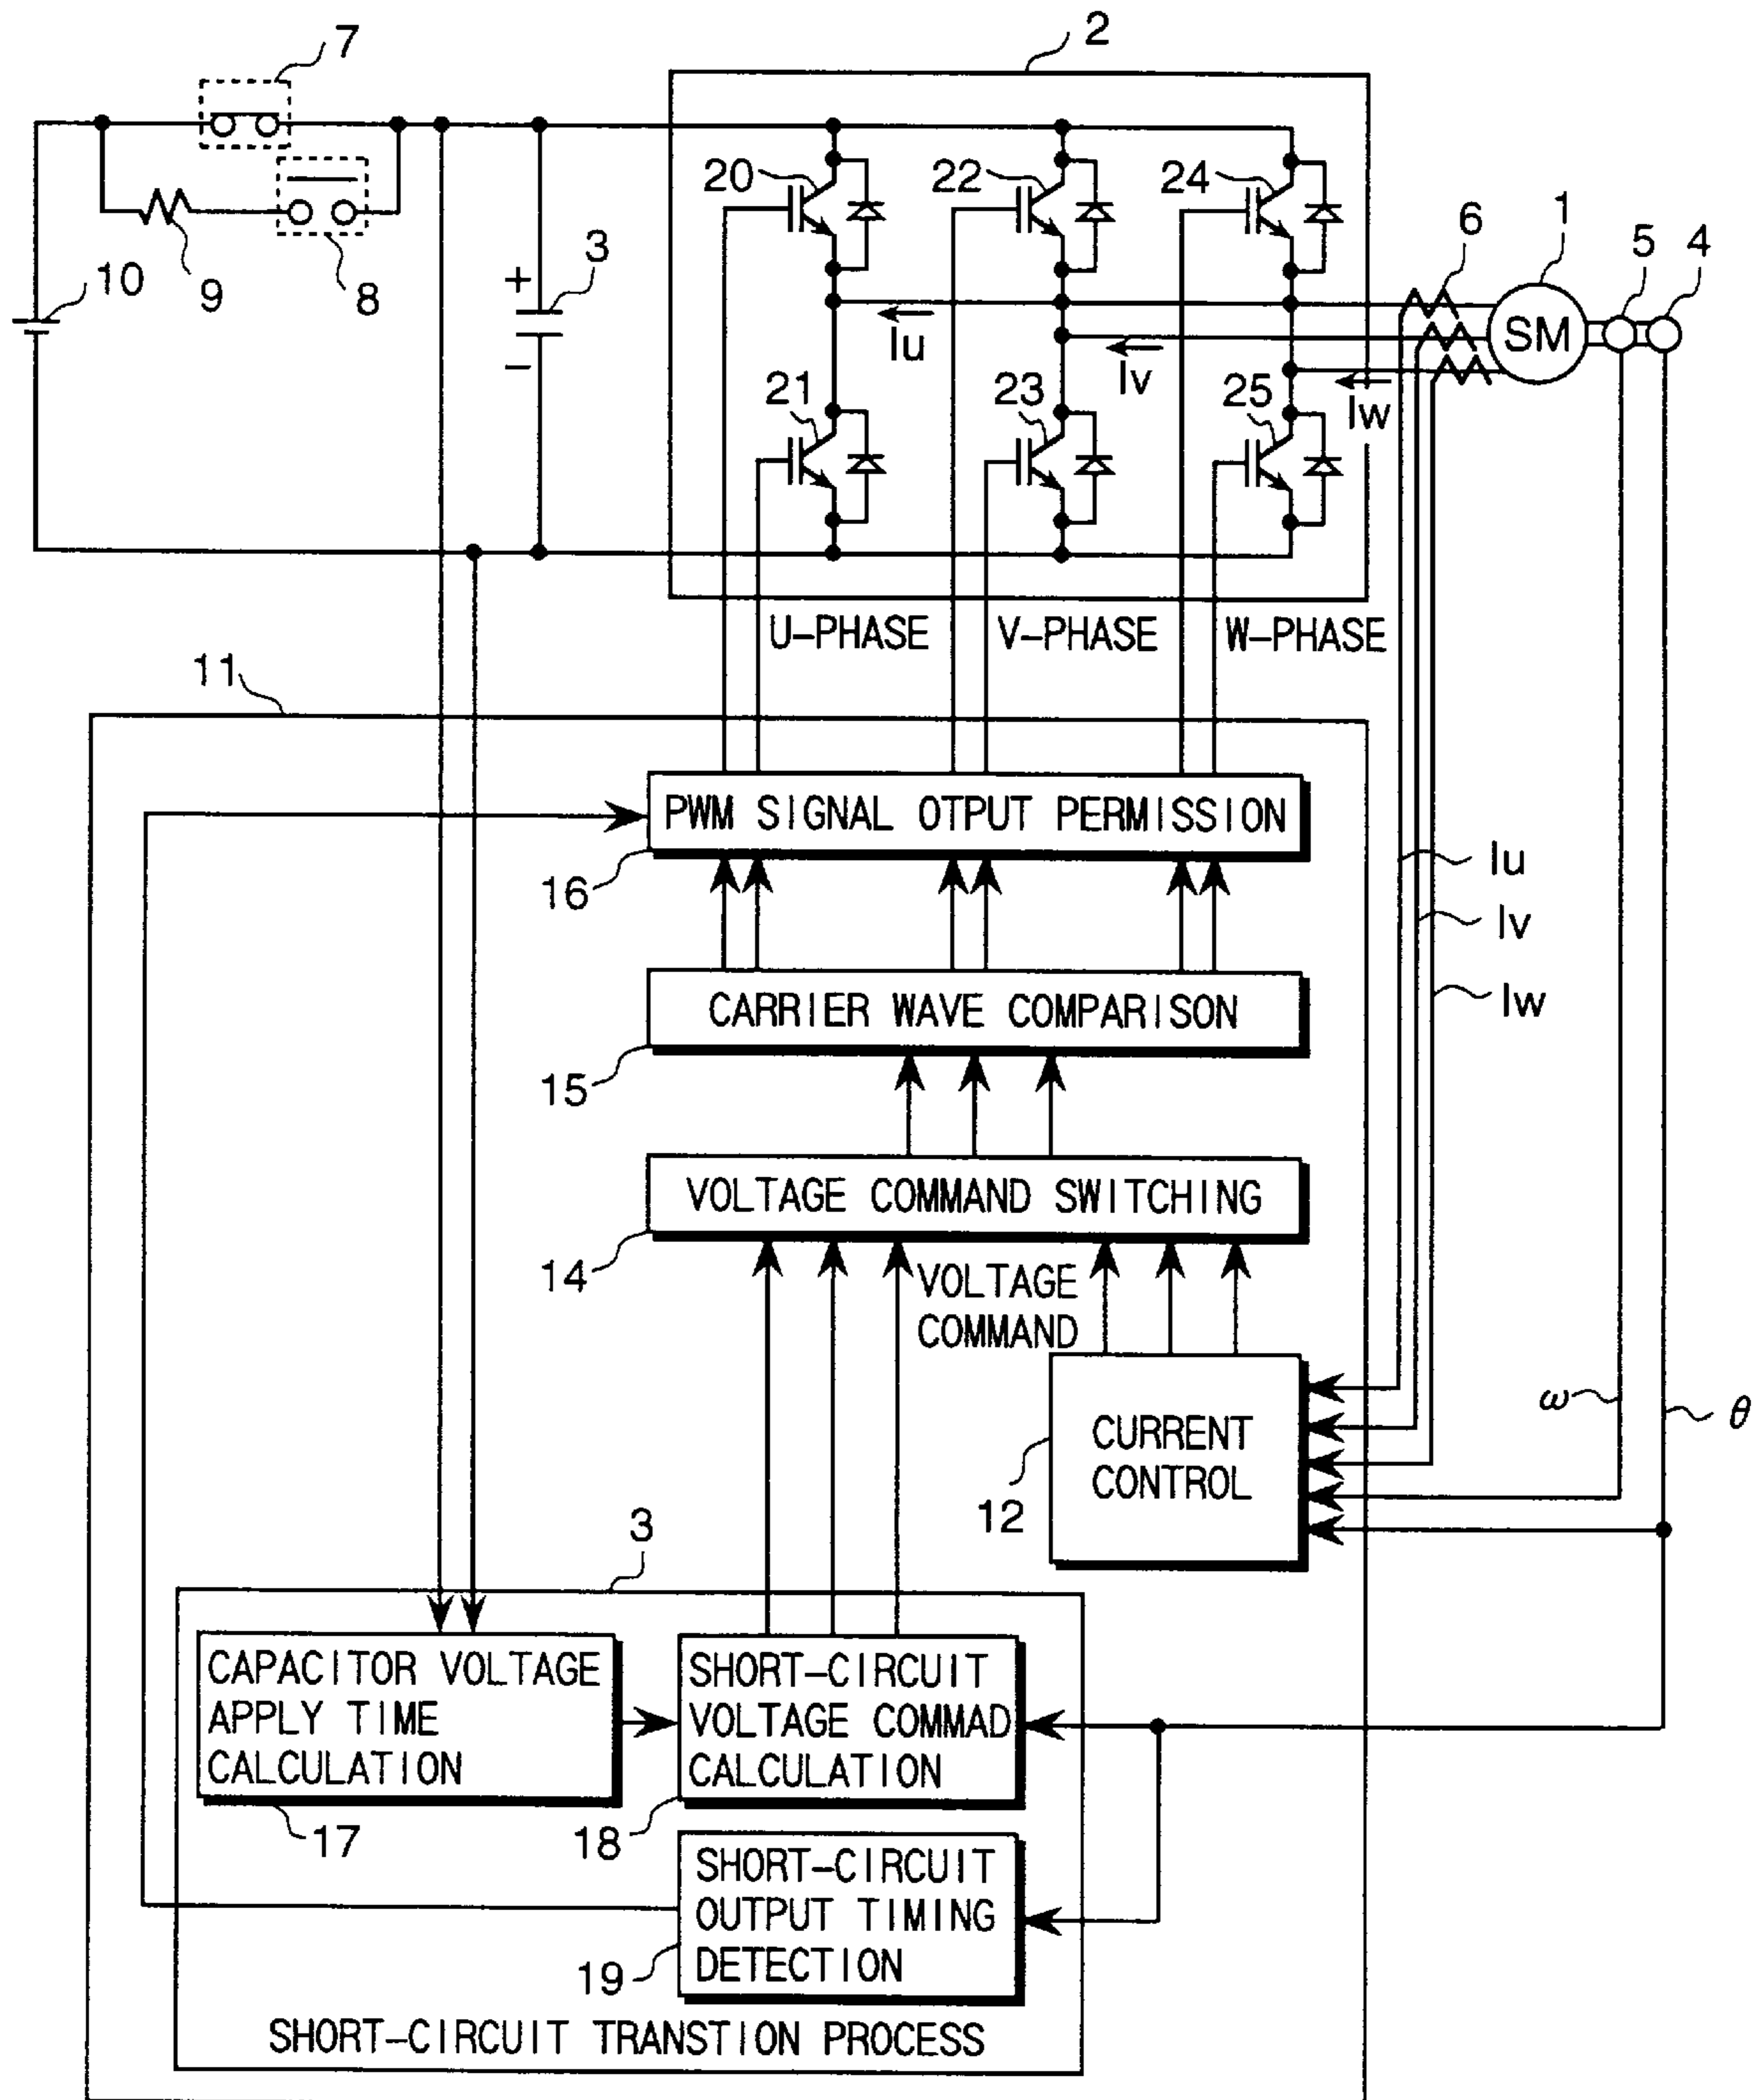 2
7
20
22
24
6
1
5
4
10
9
8
+
3
-
Iu
Iv
Iw
SM
21
23
25
U-PHASE
V-PHASE
W-PHASE
11
PWM SIGNAL OTPUT PERMISSION
16
Iu
Iv
Iw
CARRIER WAVE COMPARISON
15
VOLTAGE COMMAND SWITCHING
14
VOLTAGE
COMMAND
CURRENT
CONTROL
12
ω
θ
3
CAPACITOR VOLTAGE
APPLY TIME
CALCULATION
17
SHORT-CIRCUIT
VOLTAGE COMMAD
CALCULATION
18
SHORT-CIRCUIT
OUTPUT TIMING
DETECTION
19
SHORT-CIRCUIT TRANSTION PROCESS